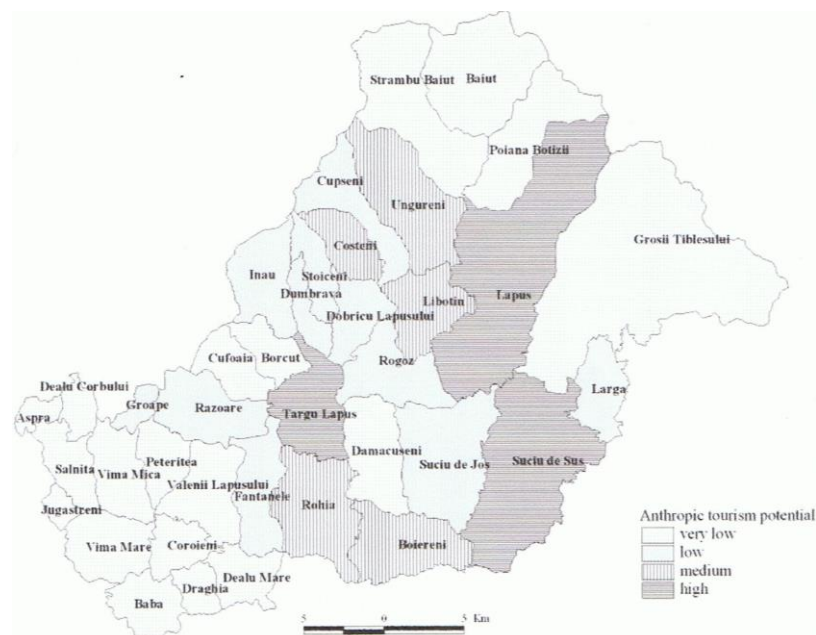 Strambu Baiut
Baiut
Poiana Botizii
Cupseni
Ungureni
Grosii Tiblesului
Costeni
Inau
Stoiceni
Dumbrava
Libotin
Lapus
Dobricu Lapusului
Rogoz
Cufoaia
Borcut
Dealu Corbului
Larga
Groape
Razoare
Aspra
Targu Lapus
Damacuseni
Suciu de Jos
Suciu de Sus
Salnita
Vima Mica
Peteritea
Valenii Lapusului
Fantanele
Rohia
Jugastreni
Vima Mare
Coroieni
Boiereni
Dealu Mare
Draghia
Baba
Anthropic tourism potential
very low
low
medium
high
5 0 5 Km